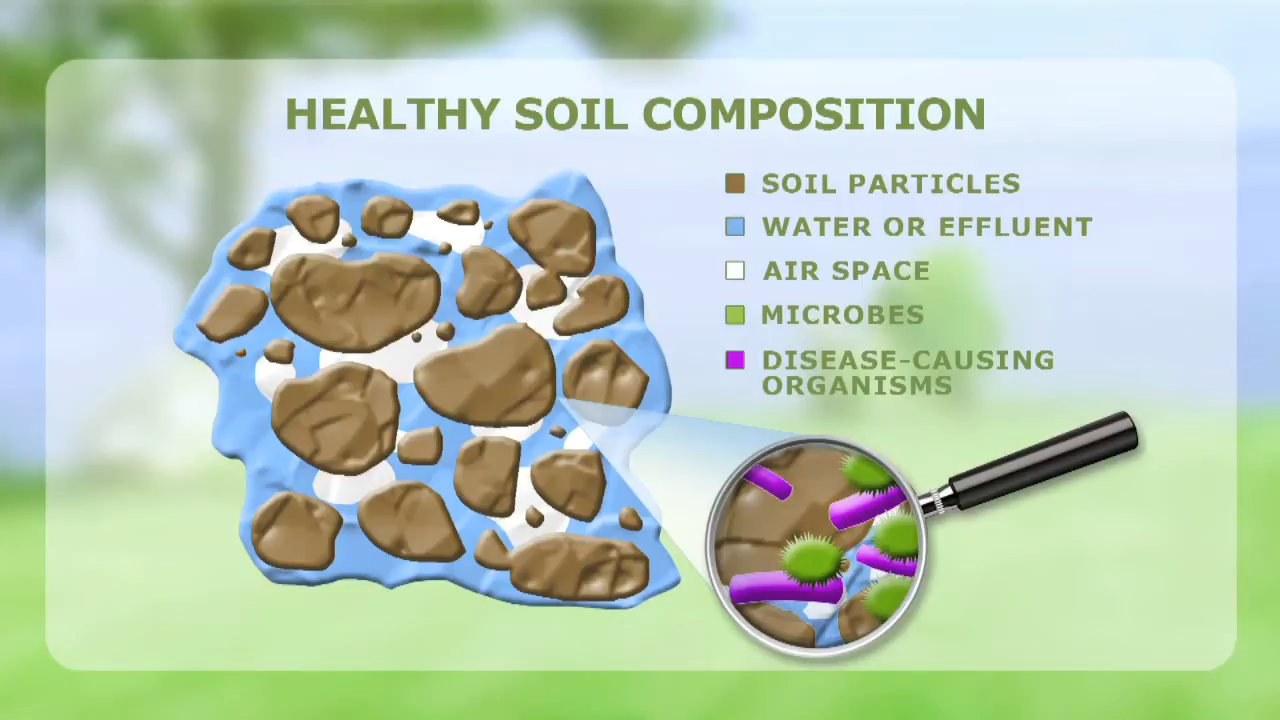 HEALTHY SOIL COMPOSITION
SOIL PARTICLES
WATER OR EFFLUENT
AIR SPACE
MICROBES
DISEASE-CAUSING
ORGANISMS